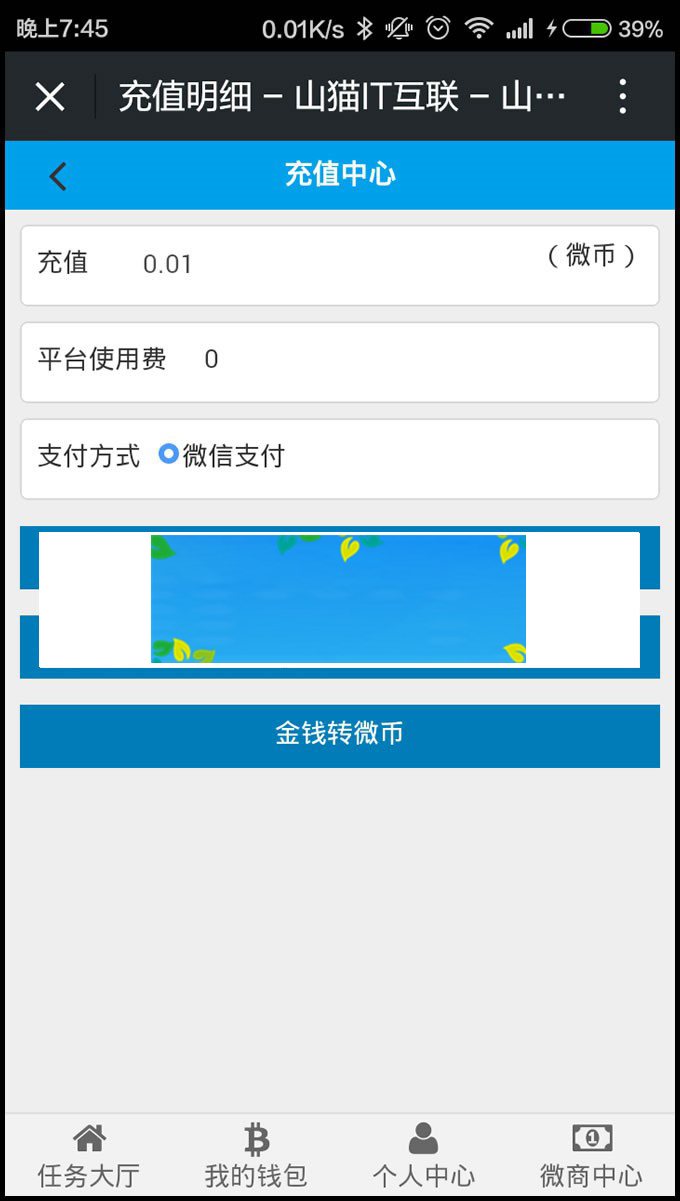 晚上7:45 0.01K/s 39%
充值明细 – 山猫IT互联 – 山…
充值中心
充值 0.01 （微币）
平台使用费 0
支付方式 微信支付
金钱转微币
任务大厅 我的钱包 个人中心 微商中心